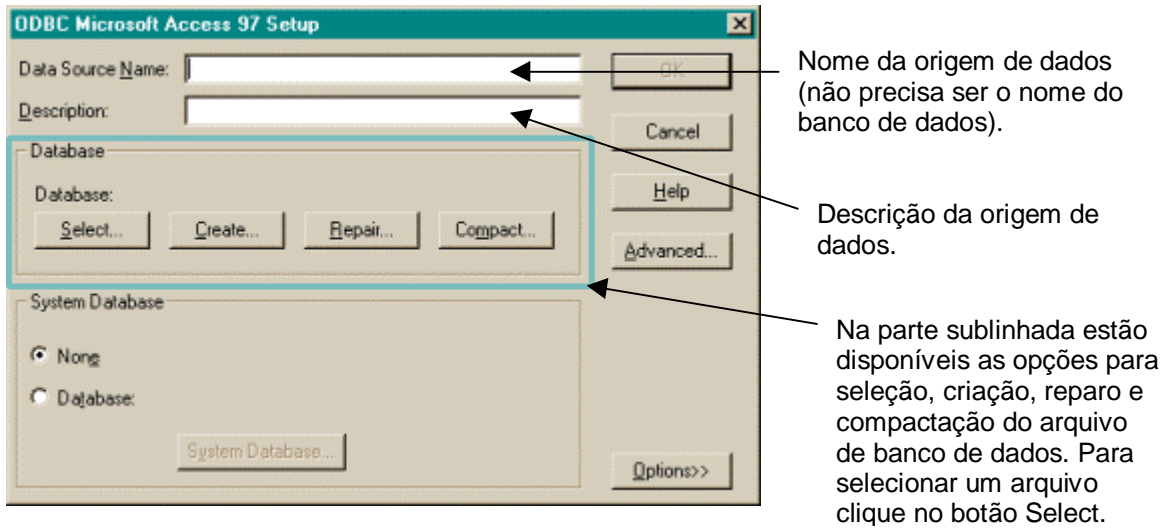 ODBC Microsoft Access 97 Setup
Data Source Name:
OK
Description:
Cancel
Database
Database:
Select...
Create...
Repair...
Compact...
Help
Advanced...
System Database
None
Database:
System Database...
Options>>
Nome da origem de dados
(não precisa ser o nome do
banco de dados).
Descrição da origem de
dados.
Na parte sublinhada estão
disponíveis as opções para
seleção, criação, reparo e
compactação do arquivo
de banco de dados. Para
selecionar um arquivo
clique no botão Select.